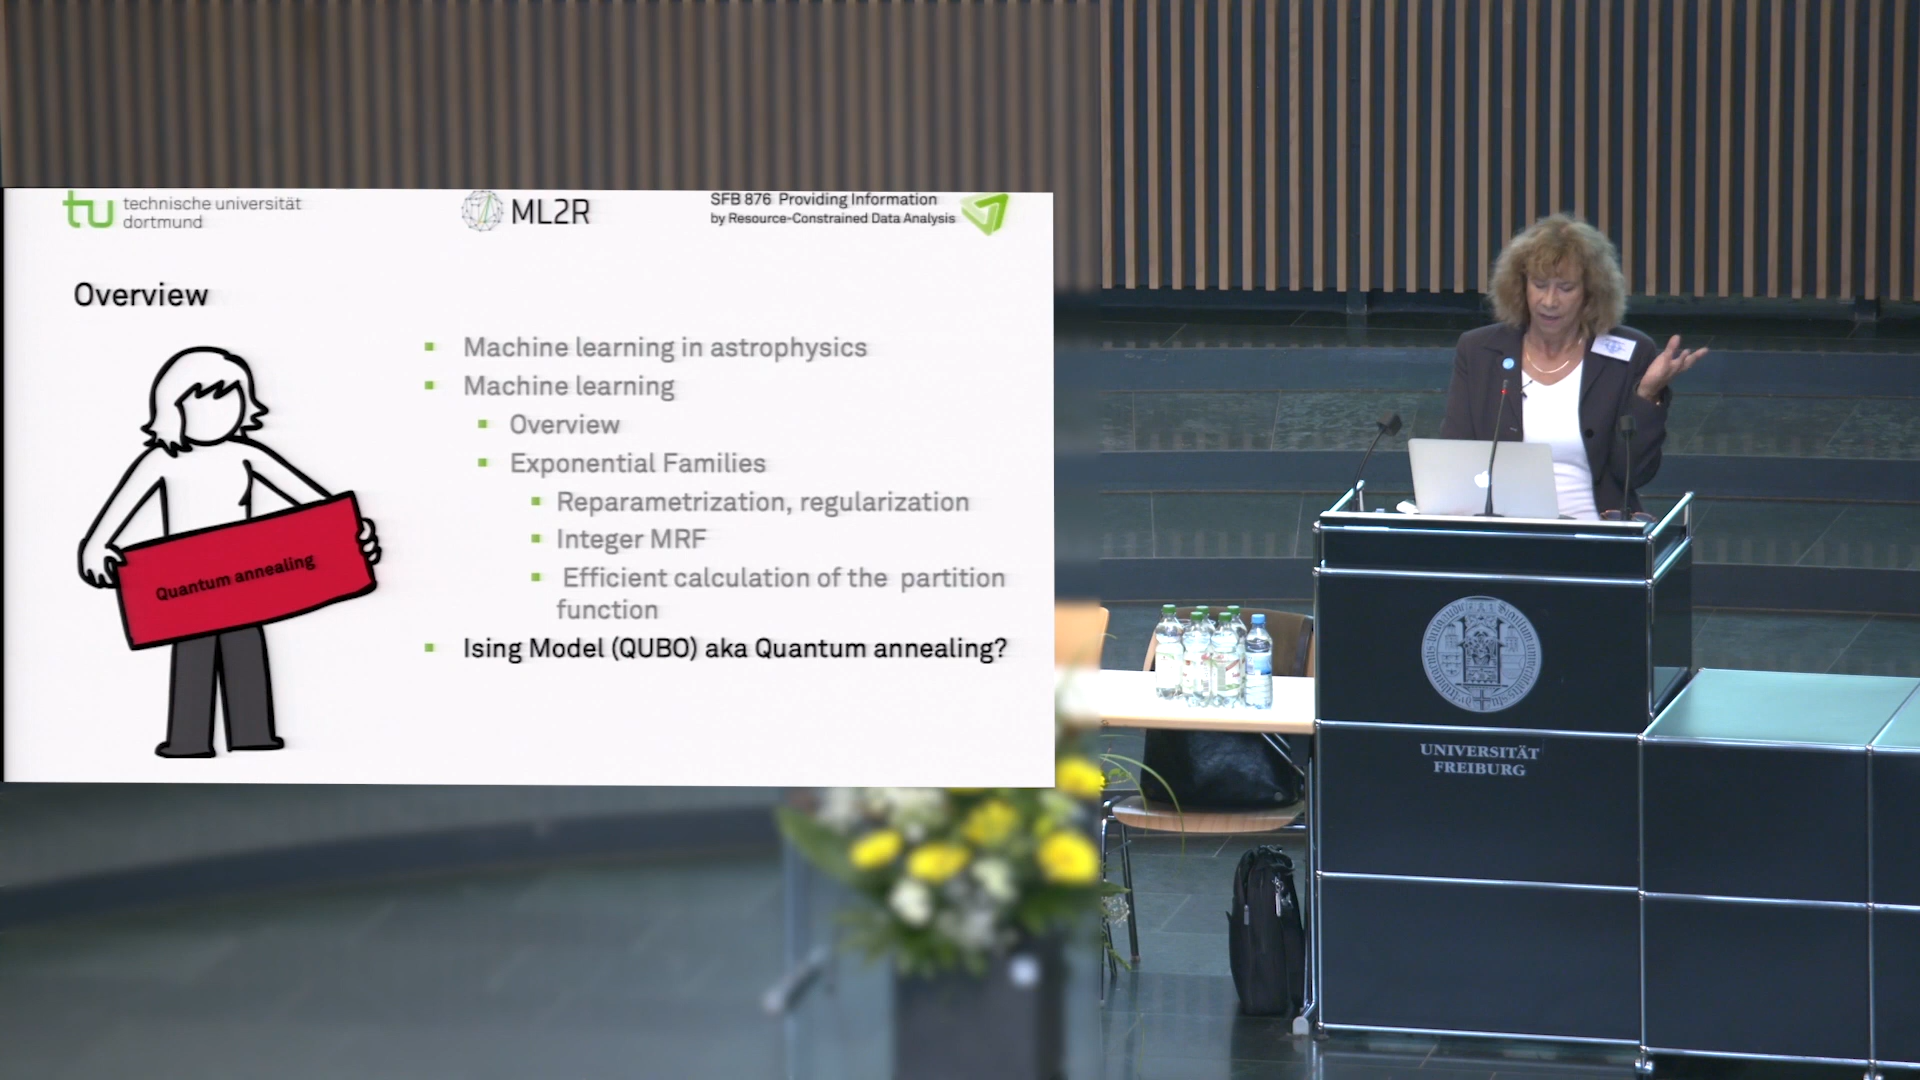 technische universität
dortmund
ML2R
SFB 876 Providing Information
by Resource-Constrained Data Analysis
Overview
Machine learning in astrophysics
Machine learning
Overview
Exponential Families
Reparametrization, regularization
Integer MRF
Efficient calculation of the partition
function
Ising Model (QUBO) aka Quantum annealing?
Quantum annealing
UNIVERSITÄT
FREIBURG